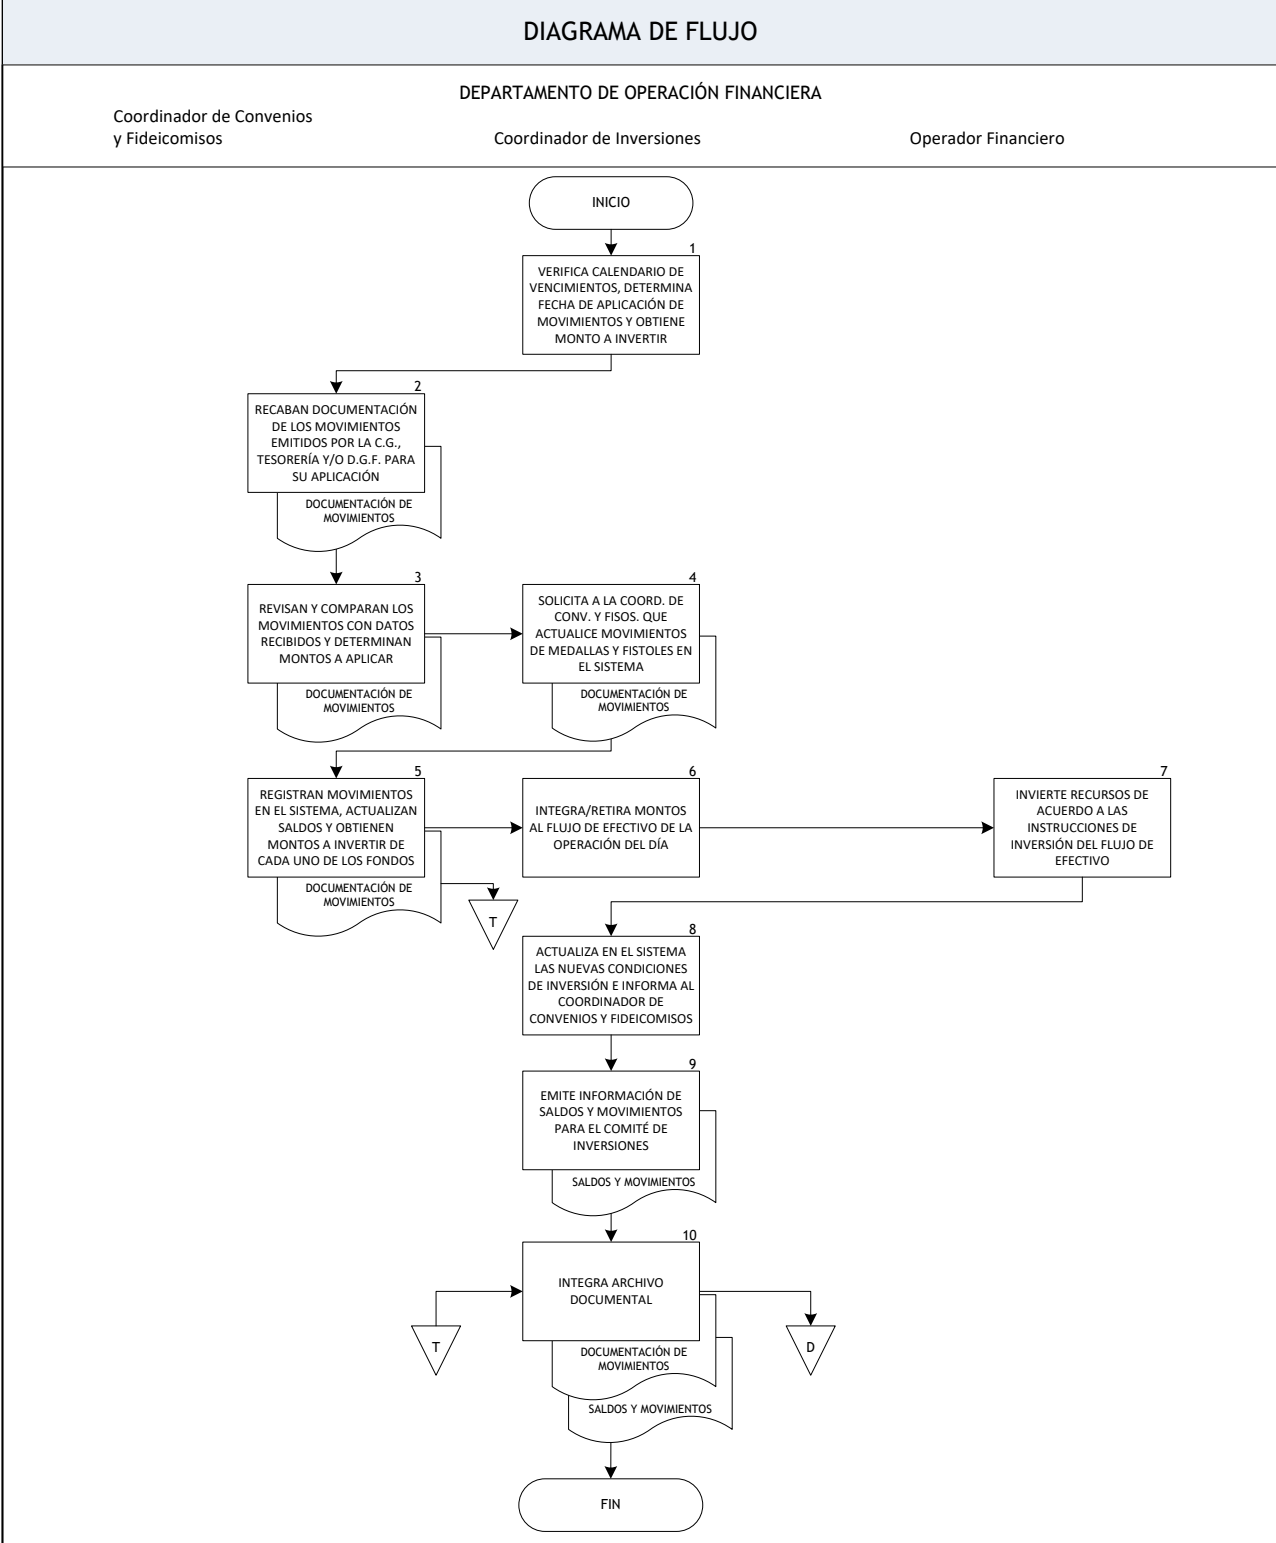 DIAGRAMA DE FLUJO
DEPARTAMENTO DE OPERACIÓN FINANCIERA
Coordinador de Convenios
y Fideicomisos
Coordinador de Inversiones
Operador Financiero
INICIO
1
VERIFICA CALENDARIO DE
VENCIMIENTOS, DETERMINA
FECHA DE APLICACIÓN DE
MOVIMIENTOS Y OBTIENE
MONTO A INVERTIR
2
RECABAN DOCUMENTACIÓN
DE LOS MOVIMIENTOS
EMITIDOS POR LA C.G.,
TESORERÍA Y/O D.G.F. PARA
SU APLICACIÓN
DOCUMENTACIÓN DE
MOVIMIENTOS
3
REVISAN Y COMPARAN LOS
MOVIMIENTOS CON DATOS
RECIBIDOS Y DETERMINAN
MONTOS A APLICAR
DOCUMENTACIÓN DE
MOVIMIENTOS
4
SOLICITA A LA COORD. DE
CONV. Y FISOS. QUE
ACTUALICE MOVIMIENTOS
DE MEDALLAS Y FISTOLES EN
EL SISTEMA
DOCUMENTACIÓN DE
MOVIMIENTOS
5
REGISTRAN MOVIMIENTOS
EN EL SISTEMA, ACTUALIZAN
SALDOS Y OBTIENEN
MONTOS A INVERTIR DE
CADA UNO DE LOS FONDOS
DOCUMENTACIÓN DE
MOVIMIENTOS
T
6
INTEGRA/RETIRA MONTOS
AL FLUJO DE EFECTIVO DE LA
OPERACIÓN DEL DÍA
7
INVIERTE RECURSOS DE
ACUERDO A LAS
INSTRUCCIONES DE
INVERSIÓN DEL FLUJO DE
EFECTIVO
8
ACTUALIZA EN EL SISTEMA
LAS NUEVAS CONDICIONES
DE INVERSIÓN E INFORMA AL
COORDINADOR DE
CONVENIOS Y FIDEICOMISOS
9
EMITE INFORMACIÓN DE
SALDOS Y MOVIMIENTOS
PARA EL COMITÉ DE
INVERSIONES
SALDOS Y MOVIMIENTOS
10
INTEGRA ARCHIVO
DOCUMENTAL
T
D
DOCUMENTACIÓN DE
MOVIMIENTOS
SALDOS Y MOVIMIENTOS
FIN